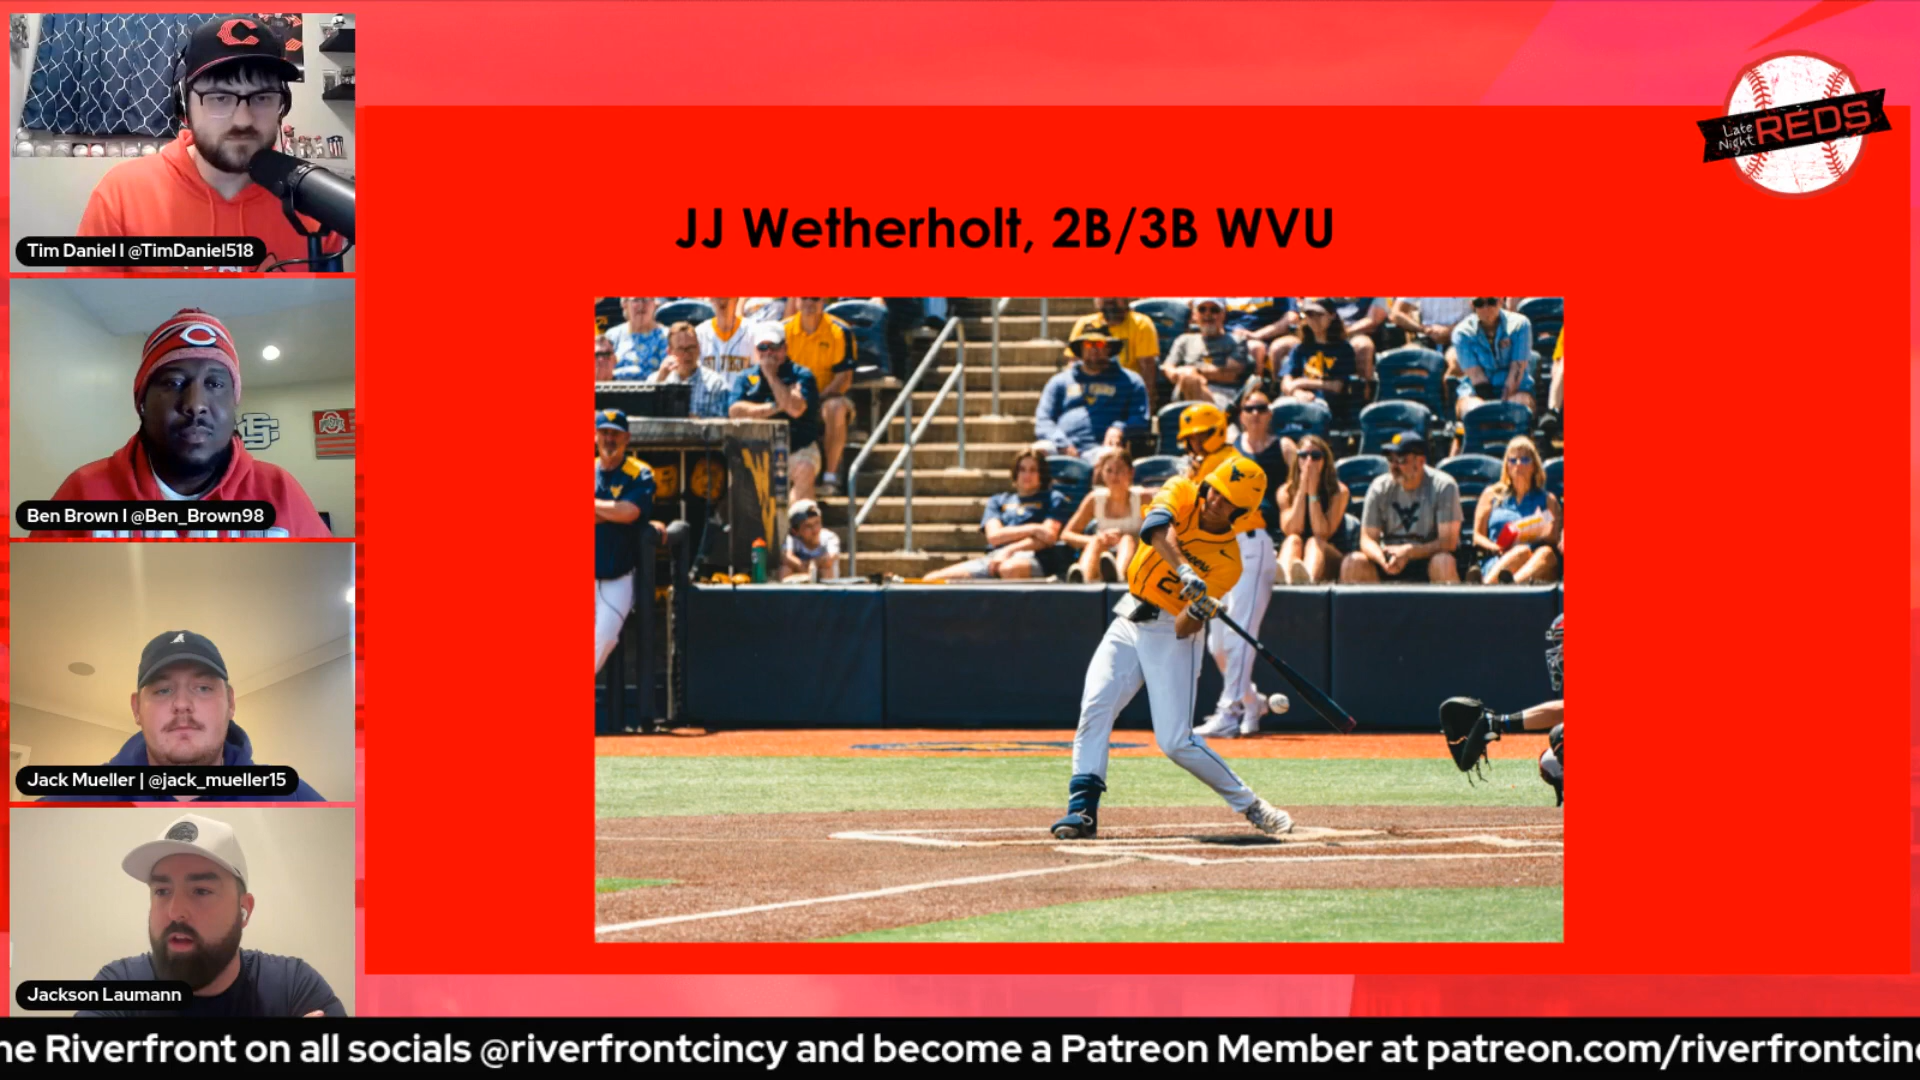 Tim Daniel | @TimDaniel518
Ben Brown | @Ben_Brown98
Jack Mueller | @jack_mueller15
Jackson Laumann
Late Night REDS
JJ Wetherholt, 2B/3B WVU
he Riverfront on all socials @riverfrontcincy and become a Patreon Member at patreon.com/riverfrontcin